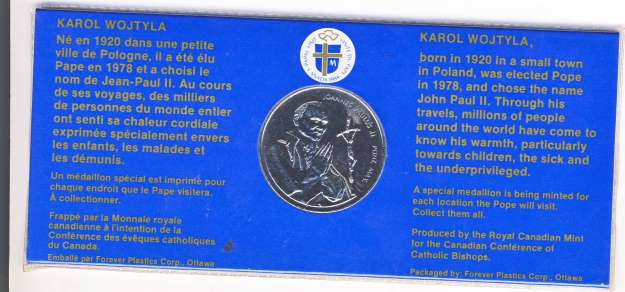 KAROL WOJTYLA
Né en 1920 dans une petite
ville de Pologne, il a été élu
Pape en 1978 et a choisi le
nom de Jean-Paul II. Au cours
de ses voyages, des milliers
de personnes du monde entier
ont senti sa chaleur cordiale
exprimée spécialement envers
les enfants, les malades et
les démunis.
Un médaillon spécial est imprimé pour
chaque endroit que le Pape visitera.
À collectionner.
Frappé par la Monnaie royale
canadienne à l'intention de la
Conférence des évêques catholiques
du Canada.
Emballé par Forever Plastics Corp., Ottawa
KAROL WOJTYLA,
born in 1920 in a small town
in Poland, was elected Pope
in 1978, and chose the name
John Paul II. Through his
travels, millions of people
around the world have come to
know his warmth, particularly
towards children, the sick and
the underprivileged.
A special medallion is being minted for
each location the Pope will visit.
Collect them all.
Produced by the Royal Canadian Mint
for the Canadian Conference of
Catholic Bishops.
Packaged by: Forever Plastics Corp., Ottawa